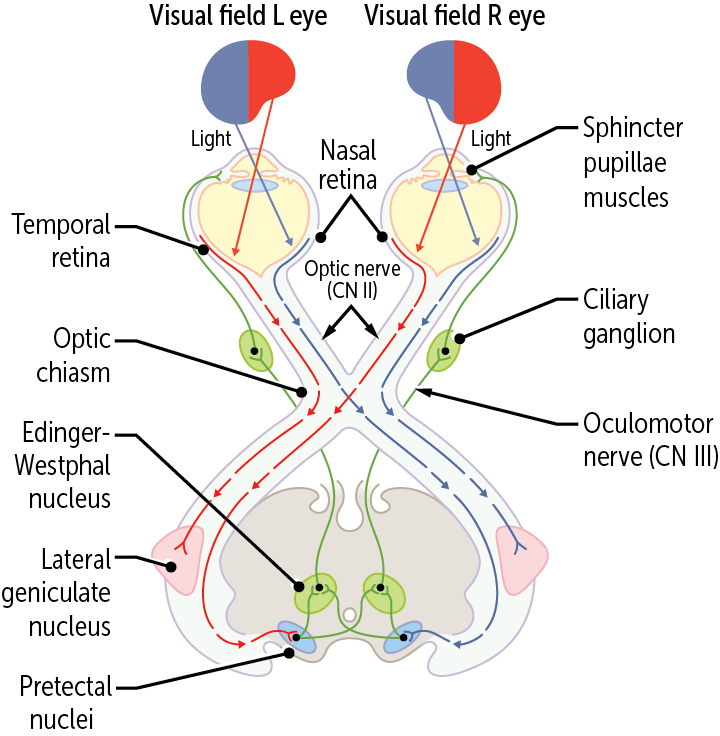 Visual field L eye
Visual field R eye
Light
Light
Nasal
retina
Sphincter
pupillae
muscles
Temporal
retina
Optic nerve
(CN II)
Ciliary
ganglion
Optic
chiasm
Oculomotor
nerve (CN III)
Edinger-
Westphal
nucleus
Lateral
geniculate
nucleus
Pretectal
nuclei